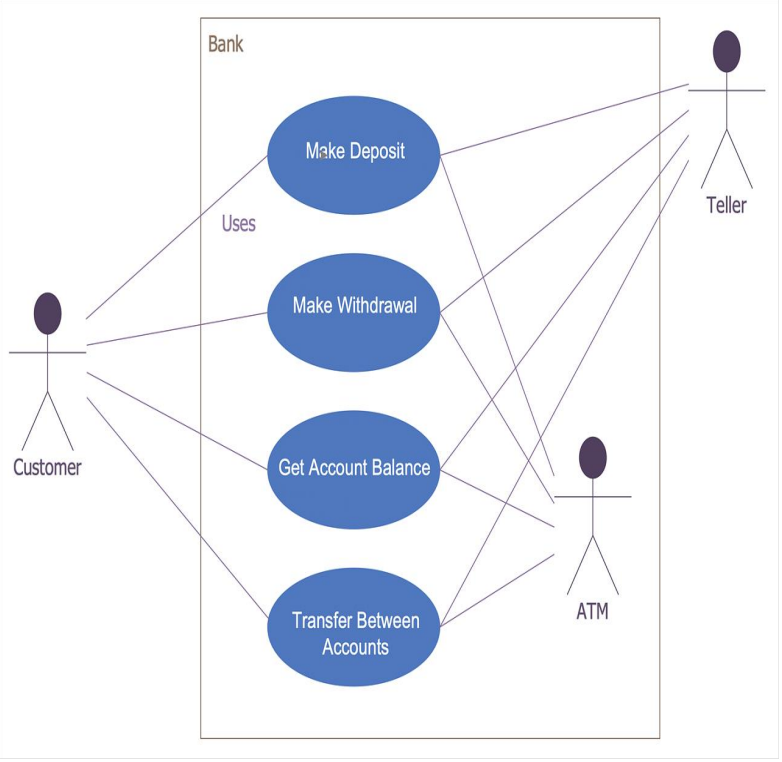 Bank
Make Deposit
Teller
Uses
Make Withdrawal
Customer
Get Account Balance
ATM
Transfer Between
Accounts